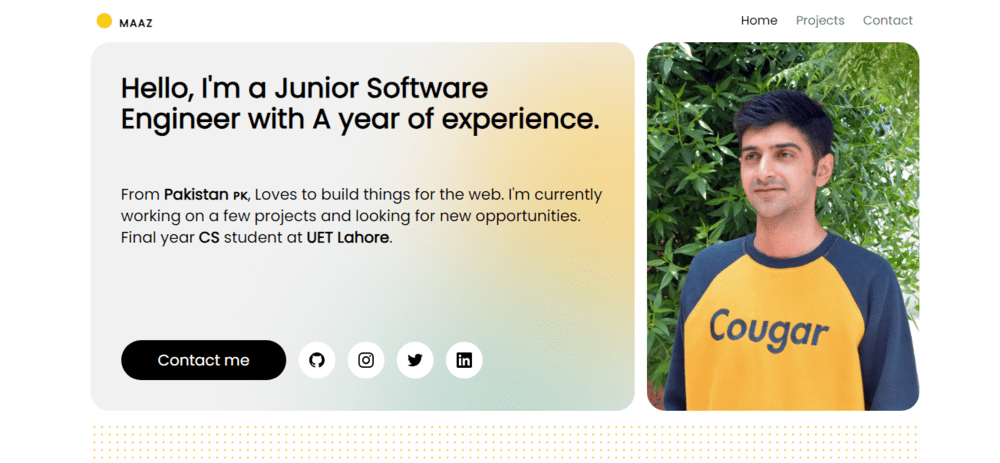 MAAZ
Home Projects Contact
Hello, I'm a Junior Software
Engineer with A year of experience.
From Pakistan PK, Loves to build things for the web. I'm currently
working on a few projects and looking for new opportunities.
Final year CS student at UET Lahore.
Contact me
Cougar